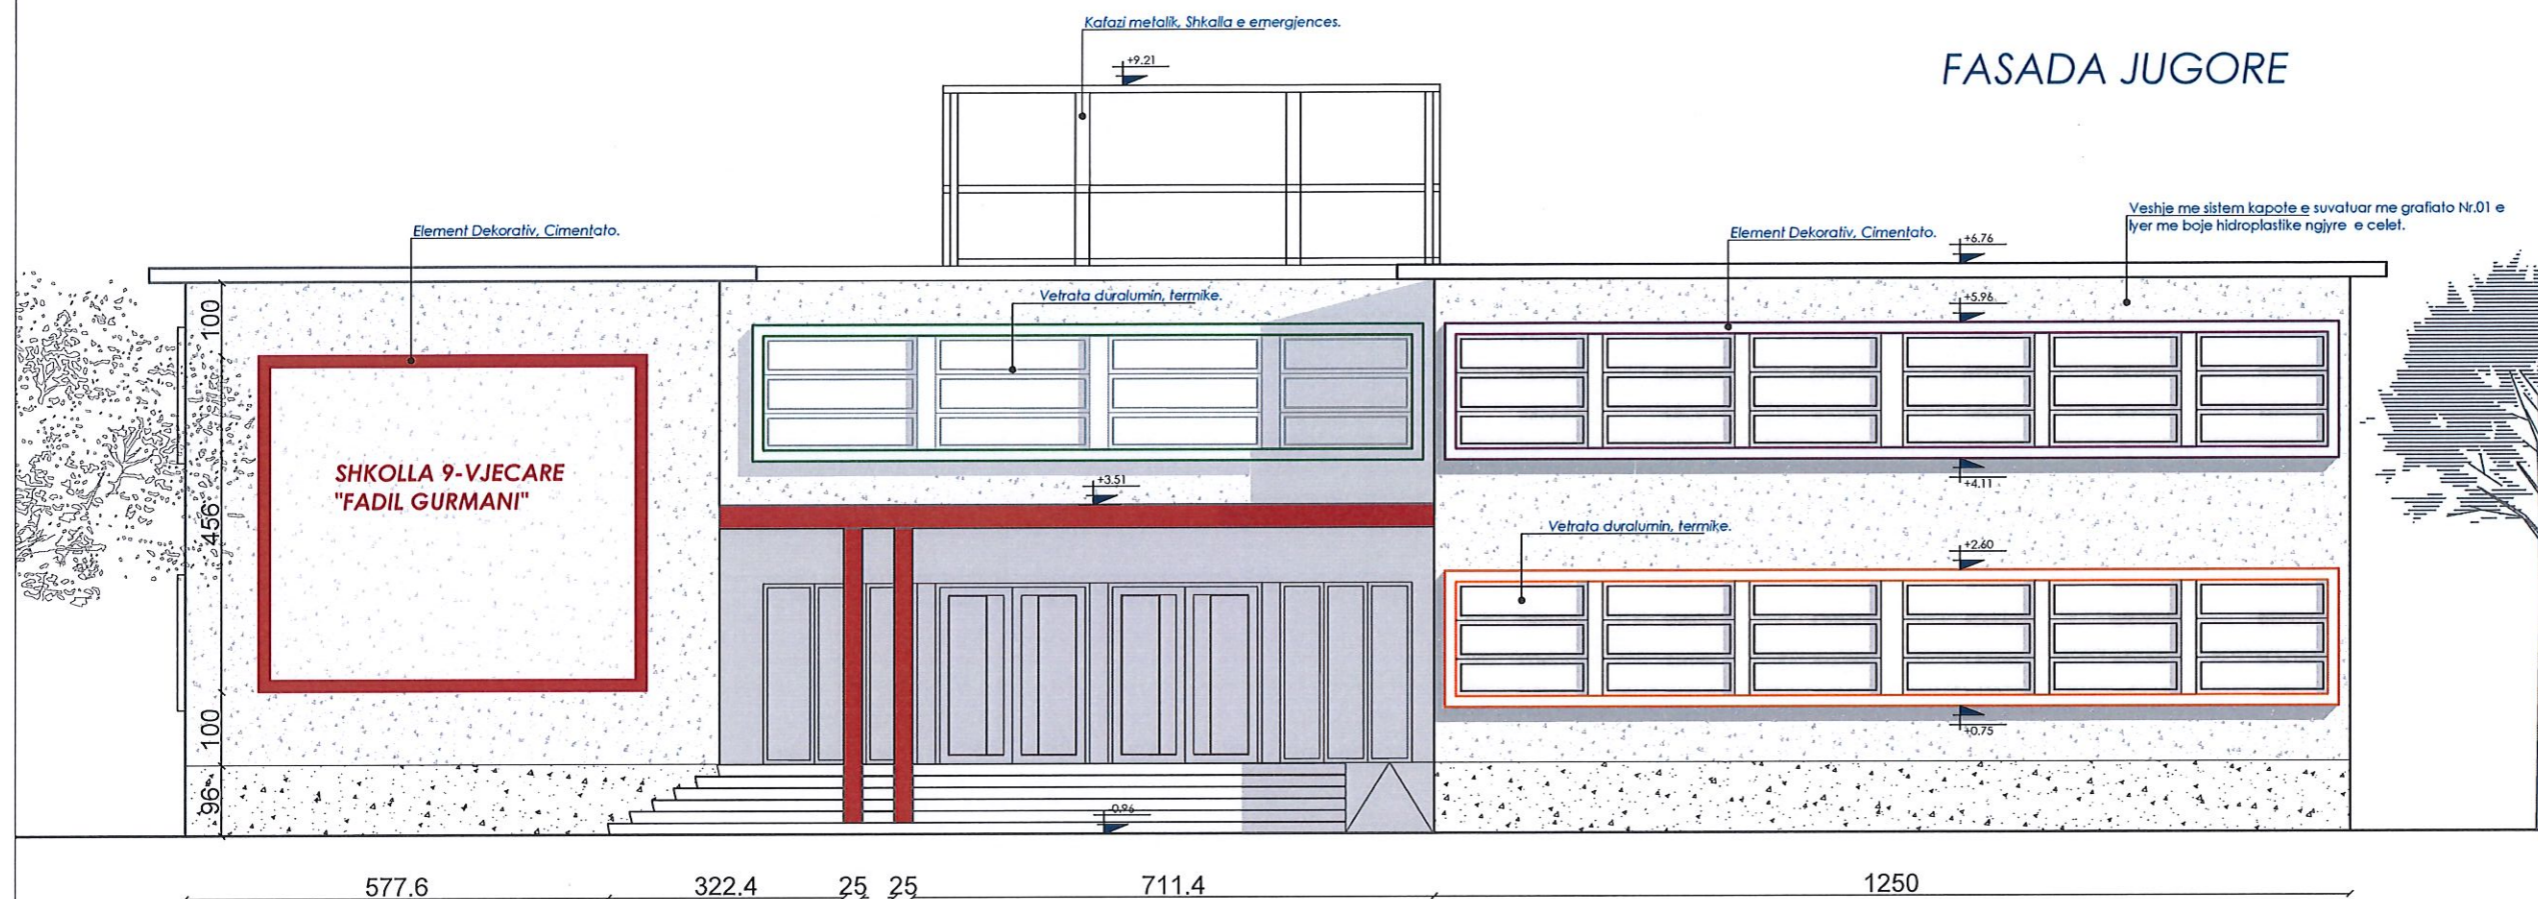 Kafazi metalik, Shkalla e emergjences.
+9.21
FASADA JUGORE
Element Dekorativ, Cimentato.
Element Dekorativ, Cimentato.
Veshje me sistem kapote e suvatuar me grafiato Nr.01 e
lyer me boje hidroplastike ngjyre e celet.
+6.76
Vetrata duralumin, termike.
+5.96
100
SHKOLLA 9-VJECARE
"FADIL GURMANI"
+3.51
+4.11
456
Vetrata duralumin, termike.
+2.60
100
+0.75
96
-0.96
577.6
322.4
25
25
711.4
1250